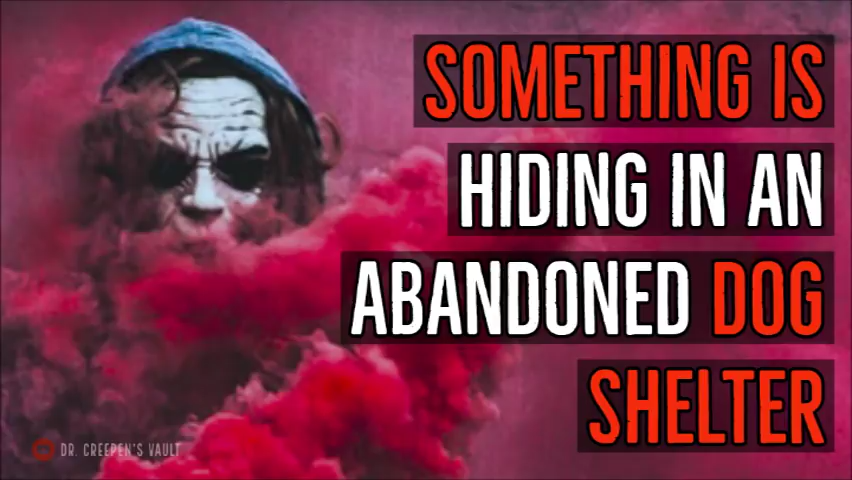 SOMETHING IS
HIDING IN AN
ABANDONED DOG
SHELTER
DR. CREEPEN'S VAULT